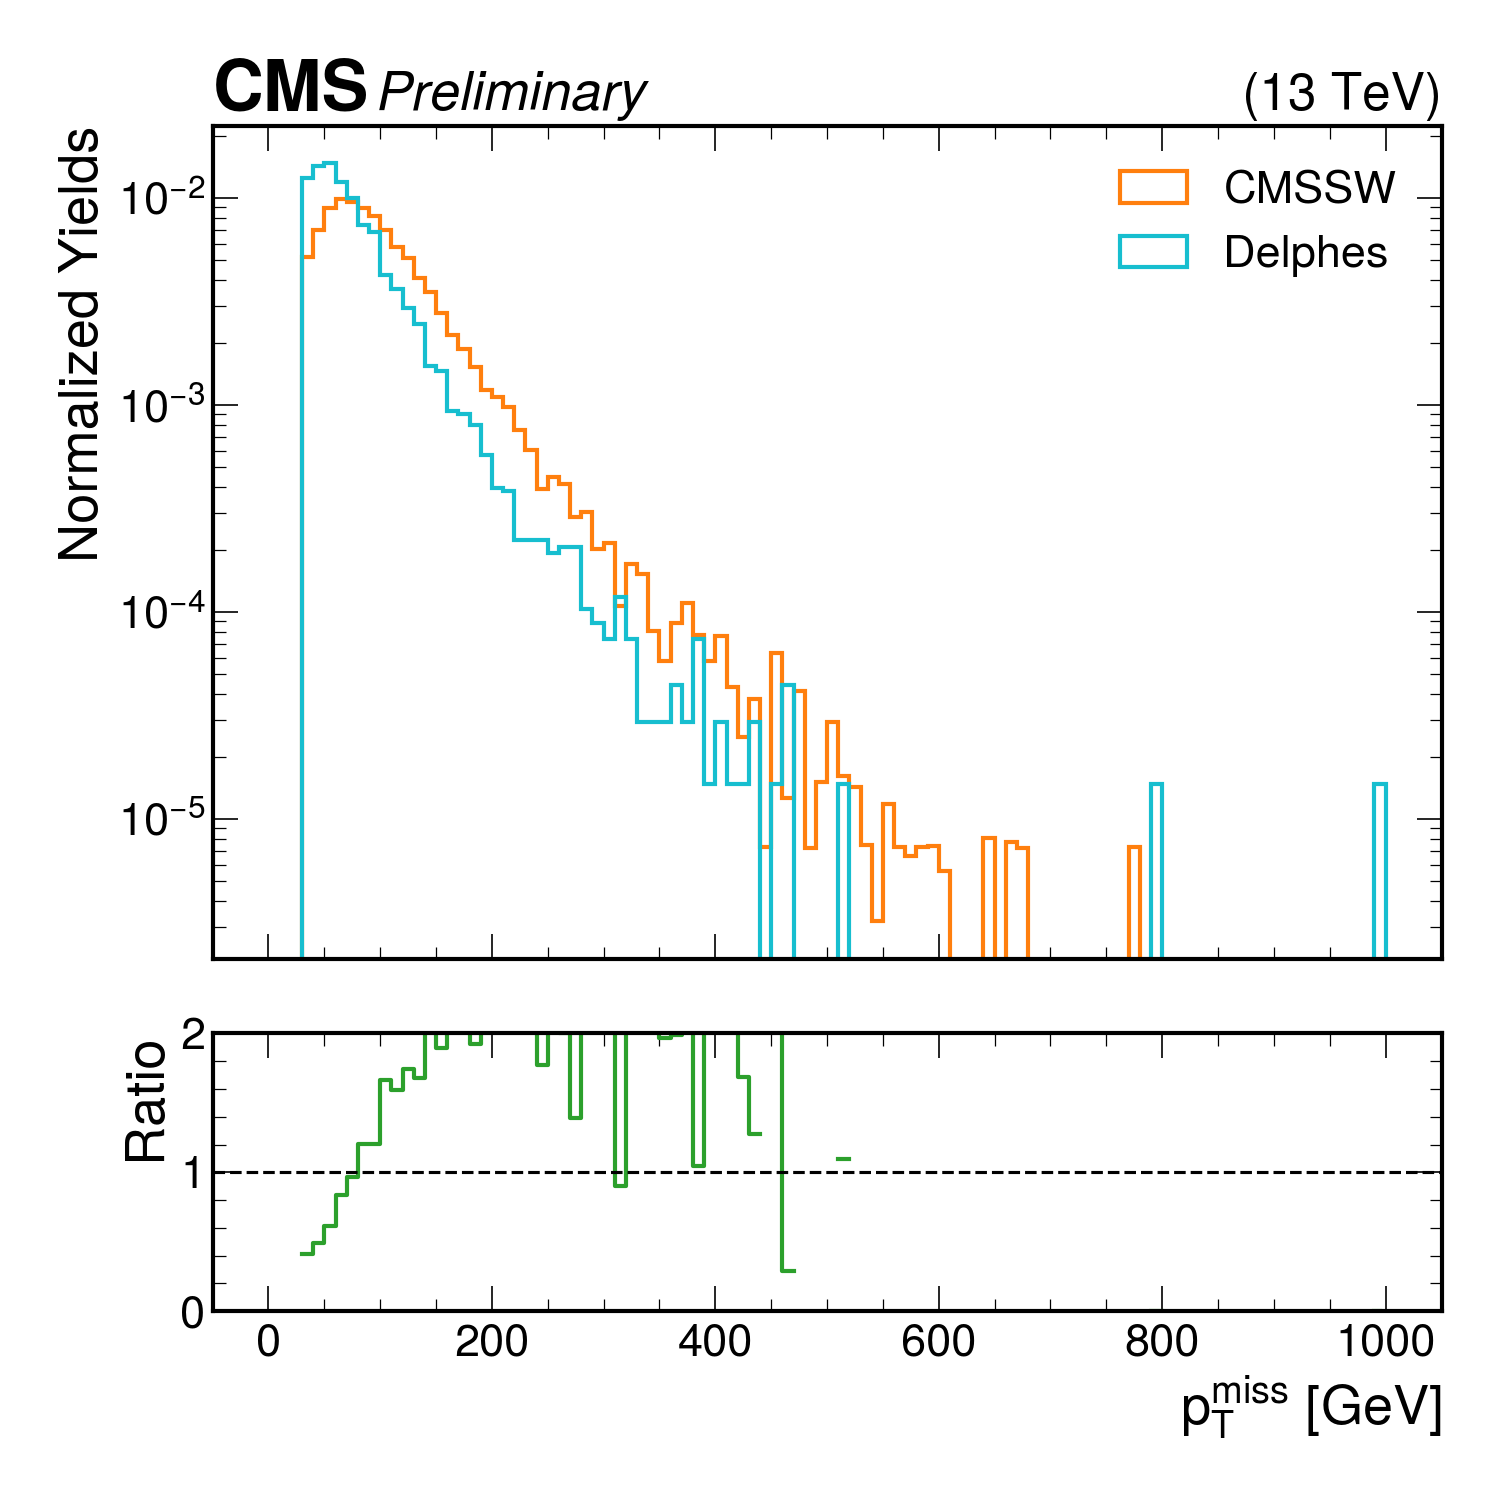 CMS Preliminary (13 TeV)
Normalized Yields
10⁻²
10⁻³
10⁻⁴
10⁻⁵
CMSSW
Delphes
Ratio
2
1
0
0 200 400 600 800 1000
p_T^miss [GeV]